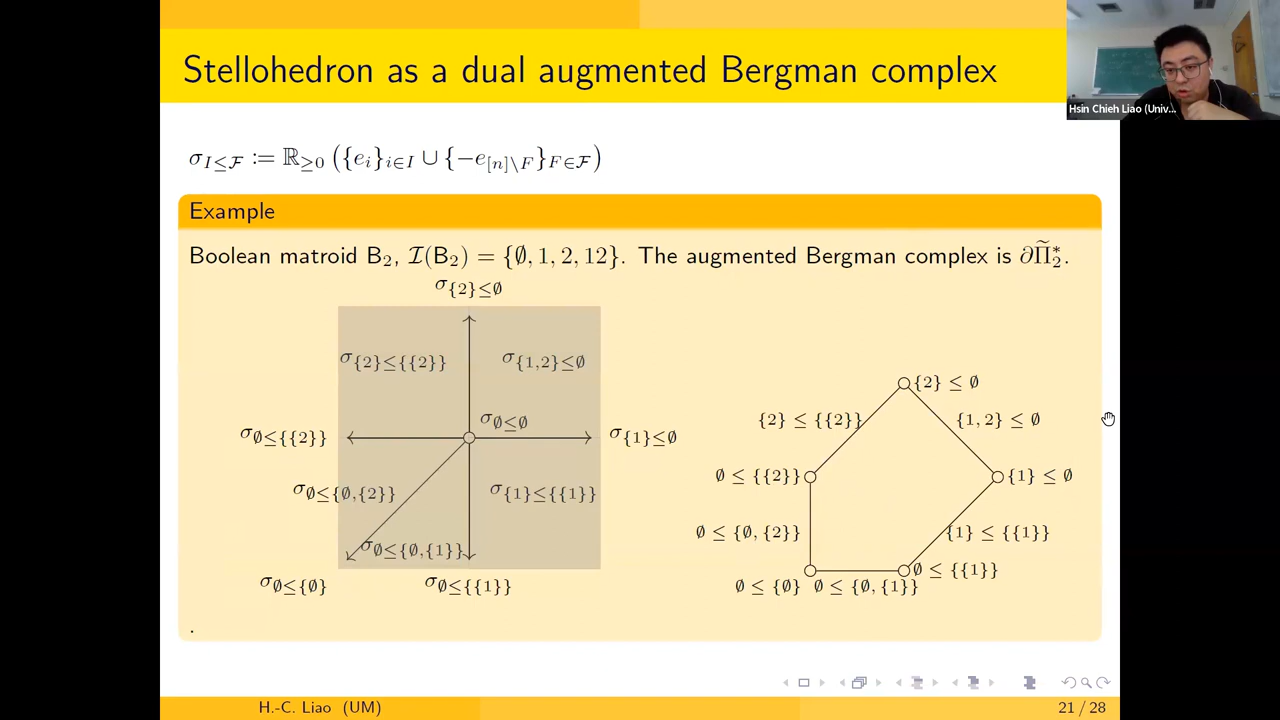 Stellohedron as a dual augmented Bergman complex
Hsin Chieh Liao (Univ...
σ_{I≤ℱ} := ℝ_{≥0} ({e_i}_{i∈I} ∪ {−e_{[n]\F}}_{F∈ℱ})
Example
Boolean matroid B₂, ℐ(B₂) = {∅, 1, 2, 12}. The augmented Bergman complex is ∂Π̃₂*.
σ_{{2}≤∅}
σ_{{2}≤{{2}}}
σ_{{1,2}≤∅}
σ_{∅≤∅}
σ_{∅≤{{2}}}
σ_{{1}≤∅}
σ_{∅≤{∅,{2}}}
σ_{{1}≤{{1}}}
σ_{∅≤{∅,{1}}}
σ_{∅≤{∅}}
σ_{∅≤{{1}}}
{2} ≤ ∅
{2} ≤ {{2}}
{1, 2} ≤ ∅
∅ ≤ {{2}}
{1} ≤ ∅
∅ ≤ {∅, {2}}
{1} ≤ {{1}}
∅ ≤ {{1}}
∅ ≤ {∅}
∅ ≤ {∅, {1}}
.
H.-C. Liao (UM)
21 / 28